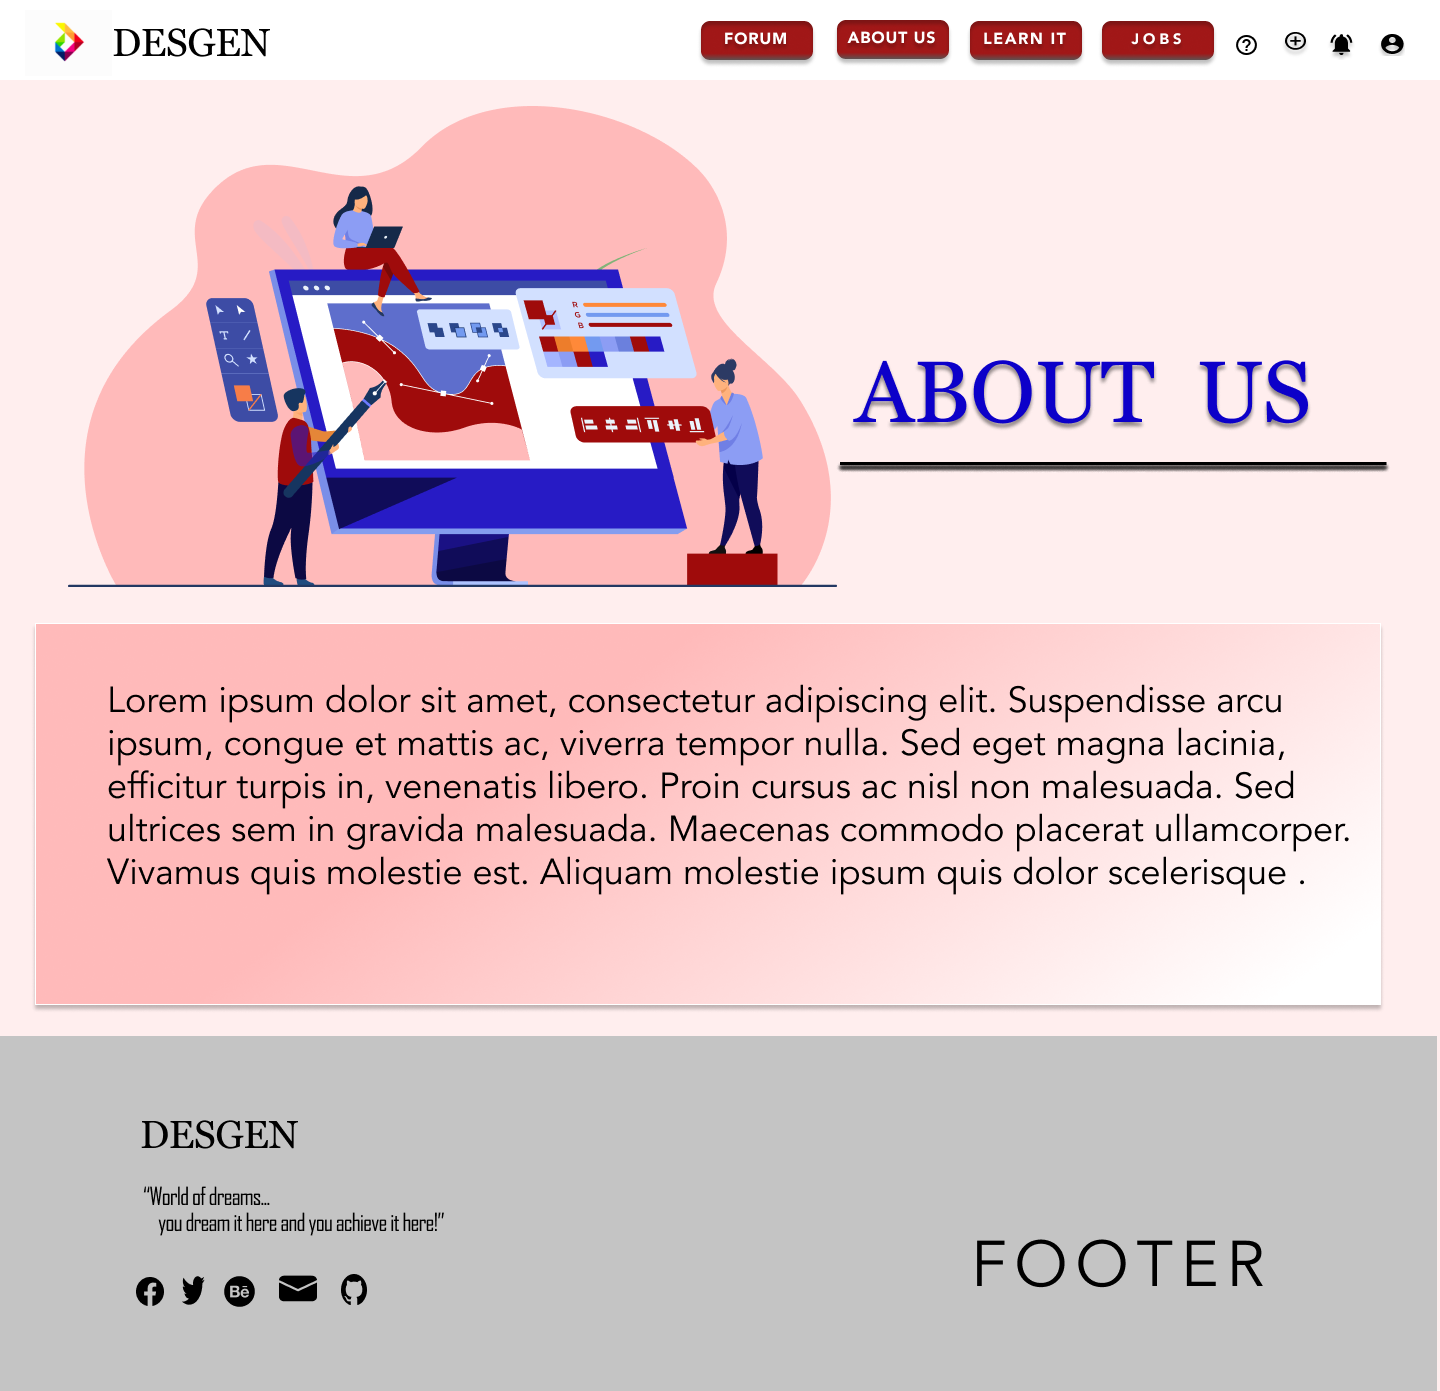 DESGEN
FORUM
ABOUT US
LEARN IT
JOBS
R
G
B
T
ABOUT US
Lorem ipsum dolor sit amet, consectetur adipiscing elit. Suspendisse arcu
ipsum, congue et mattis ac, viverra tempor nulla. Sed eget magna lacinia,
efficitur turpis in, venenatis libero. Proin cursus ac nisl non malesuada. Sed
ultrices sem in gravida malesuada. Maecenas commodo placerat ullamcorper.
Vivamus quis molestie est. Aliquam molestie ipsum quis dolor scelerisque .
DESGEN
“World of dreams...
you dream it here and you achieve it here!”
Bē
FOOTER